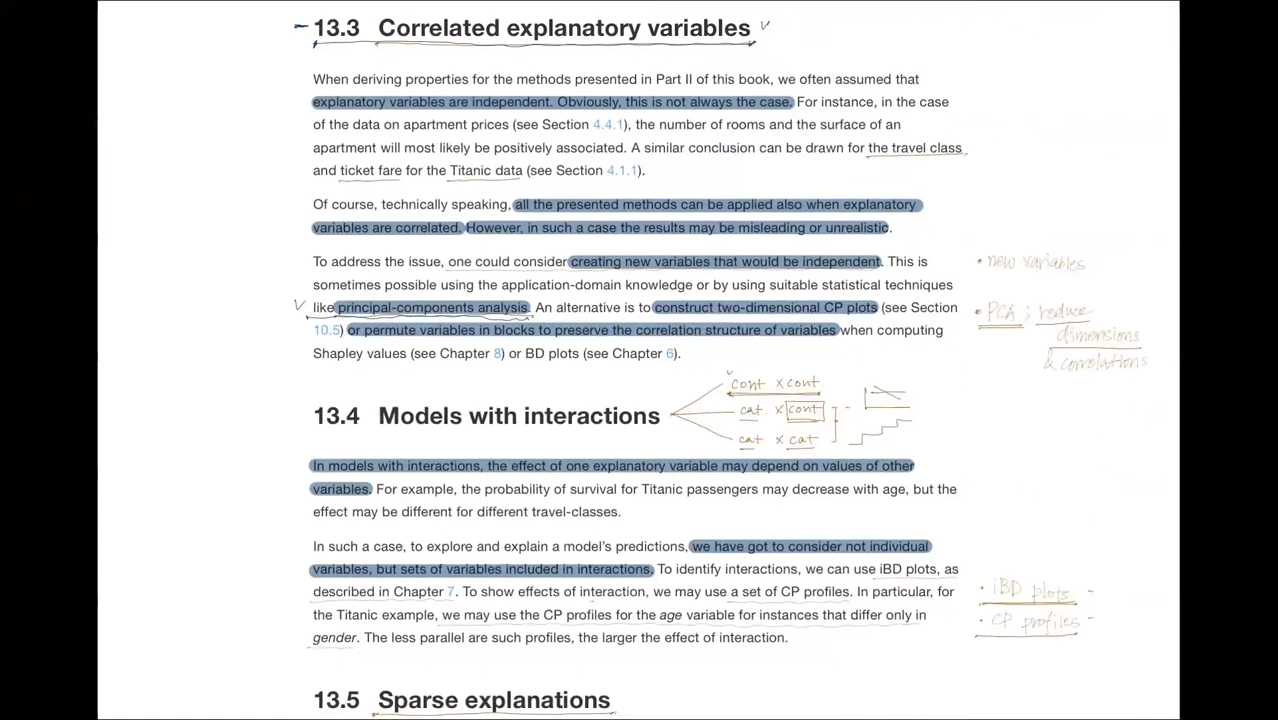 13.3 Correlated explanatory variables
When deriving properties for the methods presented in Part II of this book, we often assumed that
explanatory variables are independent. Obviously, this is not always the case. For instance, in the case
of the data on apartment prices (see Section 4.4.1), the number of rooms and the surface of an
apartment will most likely be positively associated. A similar conclusion can be drawn for the travel class
and ticket fare for the Titanic data (see Section 4.1.1).
Of course, technically speaking, all the presented methods can be applied also when explanatory
variables are correlated. However, in such a case the results may be misleading or unrealistic.
To address the issue, one could consider creating new variables that would be independent. This is
sometimes possible using the application-domain knowledge or by using suitable statistical techniques
like principal-components analysis. An alternative is to construct two-dimensional CP plots (see Section
10.5) or permute variables in blocks to preserve the correlation structure of variables when computing
Shapley values (see Chapter 8) or BD plots (see Chapter 6).
• new variables
• PCA ; reduce
dimensions
& correlations
13.4 Models with interactions
cont x cont
cat. x cont
cat x cat
In models with interactions, the effect of one explanatory variable may depend on values of other
variables. For example, the probability of survival for Titanic passengers may decrease with age, but the
effect may be different for different travel-classes.
In such a case, to explore and explain a model's predictions, we have got to consider not individual
variables, but sets of variables included in interactions. To identify interactions, we can use iBD plots, as
described in Chapter 7. To show effects of interaction, we may use a set of CP profiles. In particular, for
the Titanic example, we may use the CP profiles for the age variable for instances that differ only in
gender. The less parallel are such profiles, the larger the effect of interaction.
• iBD plots -
• CP profiles -
13.5 Sparse explanations